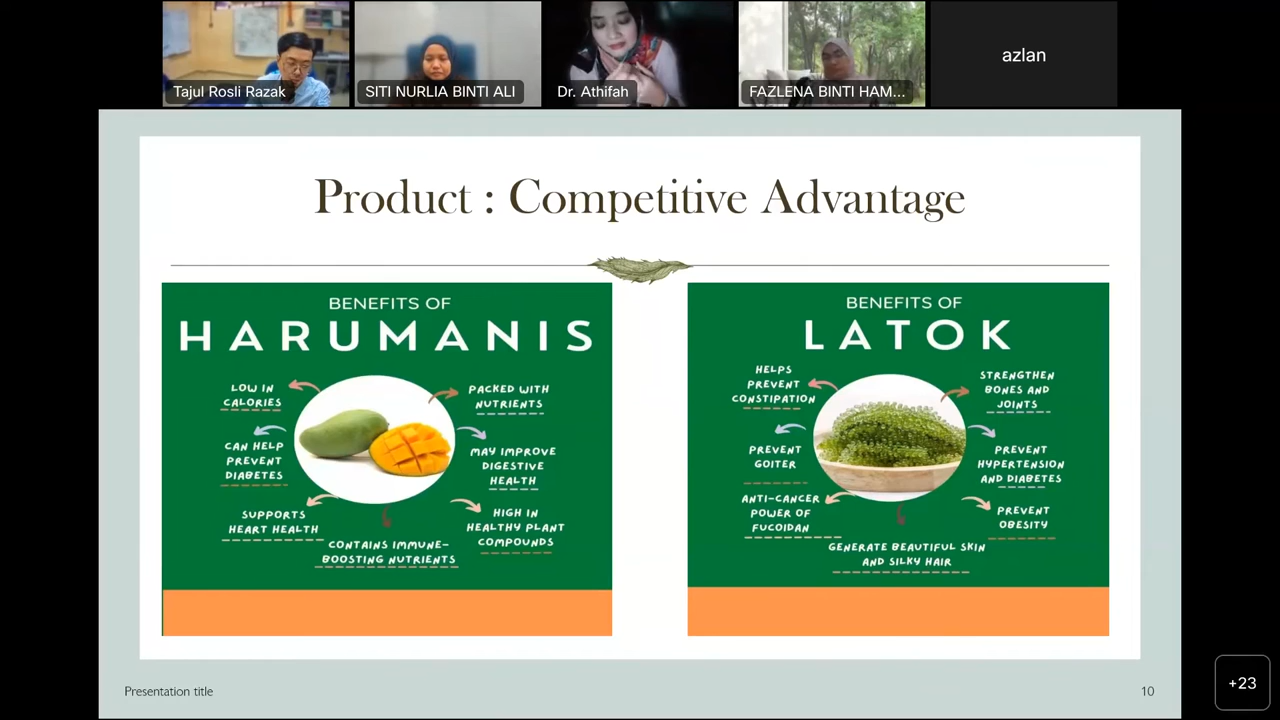 Tajul Rosli Razak
SITI NURLIA BINTI ALI
Dr. Athifah
FAZLENA BINTI HAM...
azlan
Product : Competitive Advantage
BENEFITS OF
HARUMANIS
LOW IN
CALORIES
PACKED WITH
NUTRIENTS
CAN HELP
PREVENT
DIABETES
MAY IMPROVE
DIGESTIVE
HEALTH
SUPPORTS
HEART HEALTH
HIGH IN
HEALTHY PLANT
COMPOUNDS
CONTAINS IMMUNE-
BOOSTING NUTRIENTS
BENEFITS OF
LATOK
HELPS
PREVENT
CONSTIPATION
STRENGTHEN
BONES AND
JOINTS
PREVENT
GOITER
PREVENT
HYPERTENSION
AND DIABETES
ANTI-CANCER
POWER OF
FUCOIDAN
PREVENT
OBESITY
GENERATE BEAUTIFUL SKIN
AND SILKY HAIR
Presentation title
10
+23